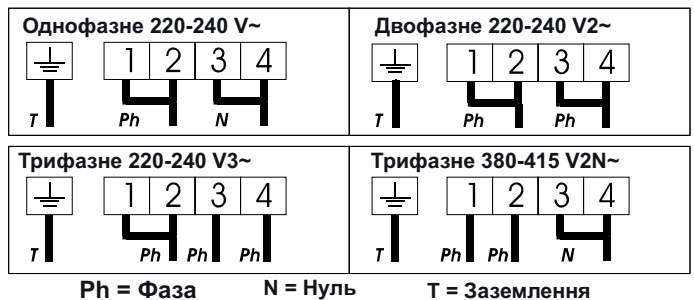 Однофазне 220-240 V~
1 2 3 4
T Ph N
Двофазне 220-240 V2~
1 2 3 4
T Ph Ph
Трифазне 220-240 V3~
1 2 3 4
T Ph Ph Ph
Трифазне 380-415 V2N~
1 2 3 4
T Ph Ph N
Ph = Фаза N = Нуль T = Заземлення